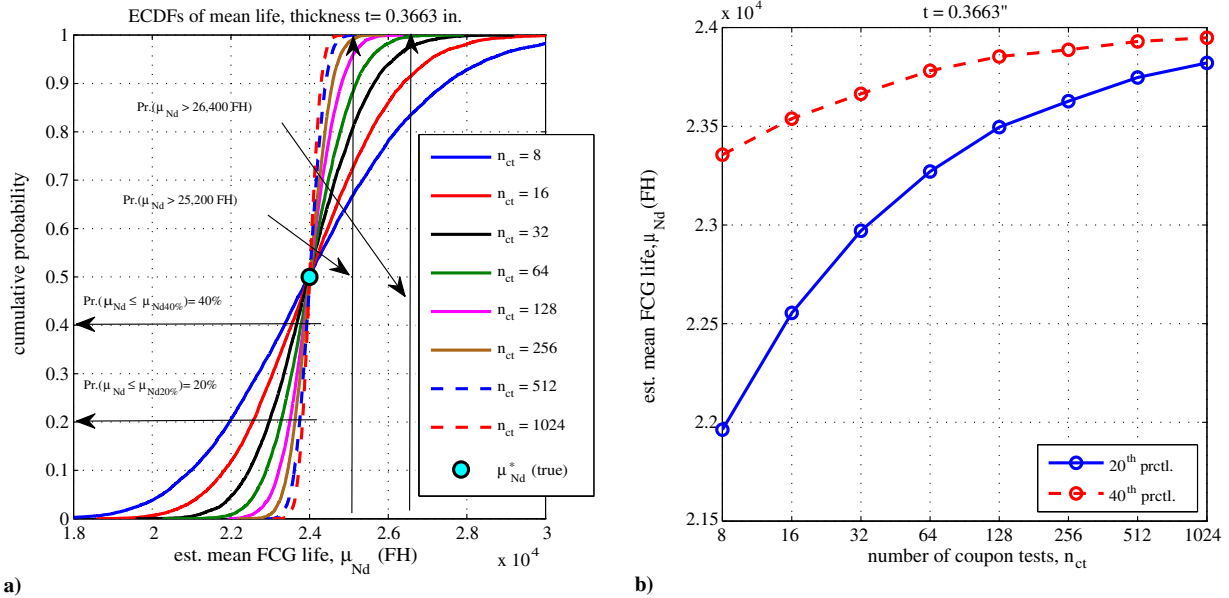 ECDFs of mean life, thickness t= 0.3663 in.
1
0.9
0.8
0.7
0.6
0.5
0.4
0.3
0.2
0.1
0
cumulative probability
Pr.(μNd > 26,400 FH)
Pr.(μNd > 25,200 FH)
Pr.(μNd ≤ μNd40%)= 40%
Pr.(μNd ≤ μNd20%)= 20%
nct = 8
nct = 16
nct = 32
nct = 64
nct = 128
nct = 256
nct = 512
nct = 1024
μ*Nd (true)
1.8 2 2.2 2.4 2.6 2.8 3
x 10^4
est. mean FCG life, μNd (FH)
a)
x 10^4
t = 0.3663"
2.4
2.35
2.3
2.25
2.2
2.15
est. mean FCG life, μNd (FH)
20th prctl.
40th prctl.
8 16 32 64 128 256 512 1024
number of coupon tests, nct
b)